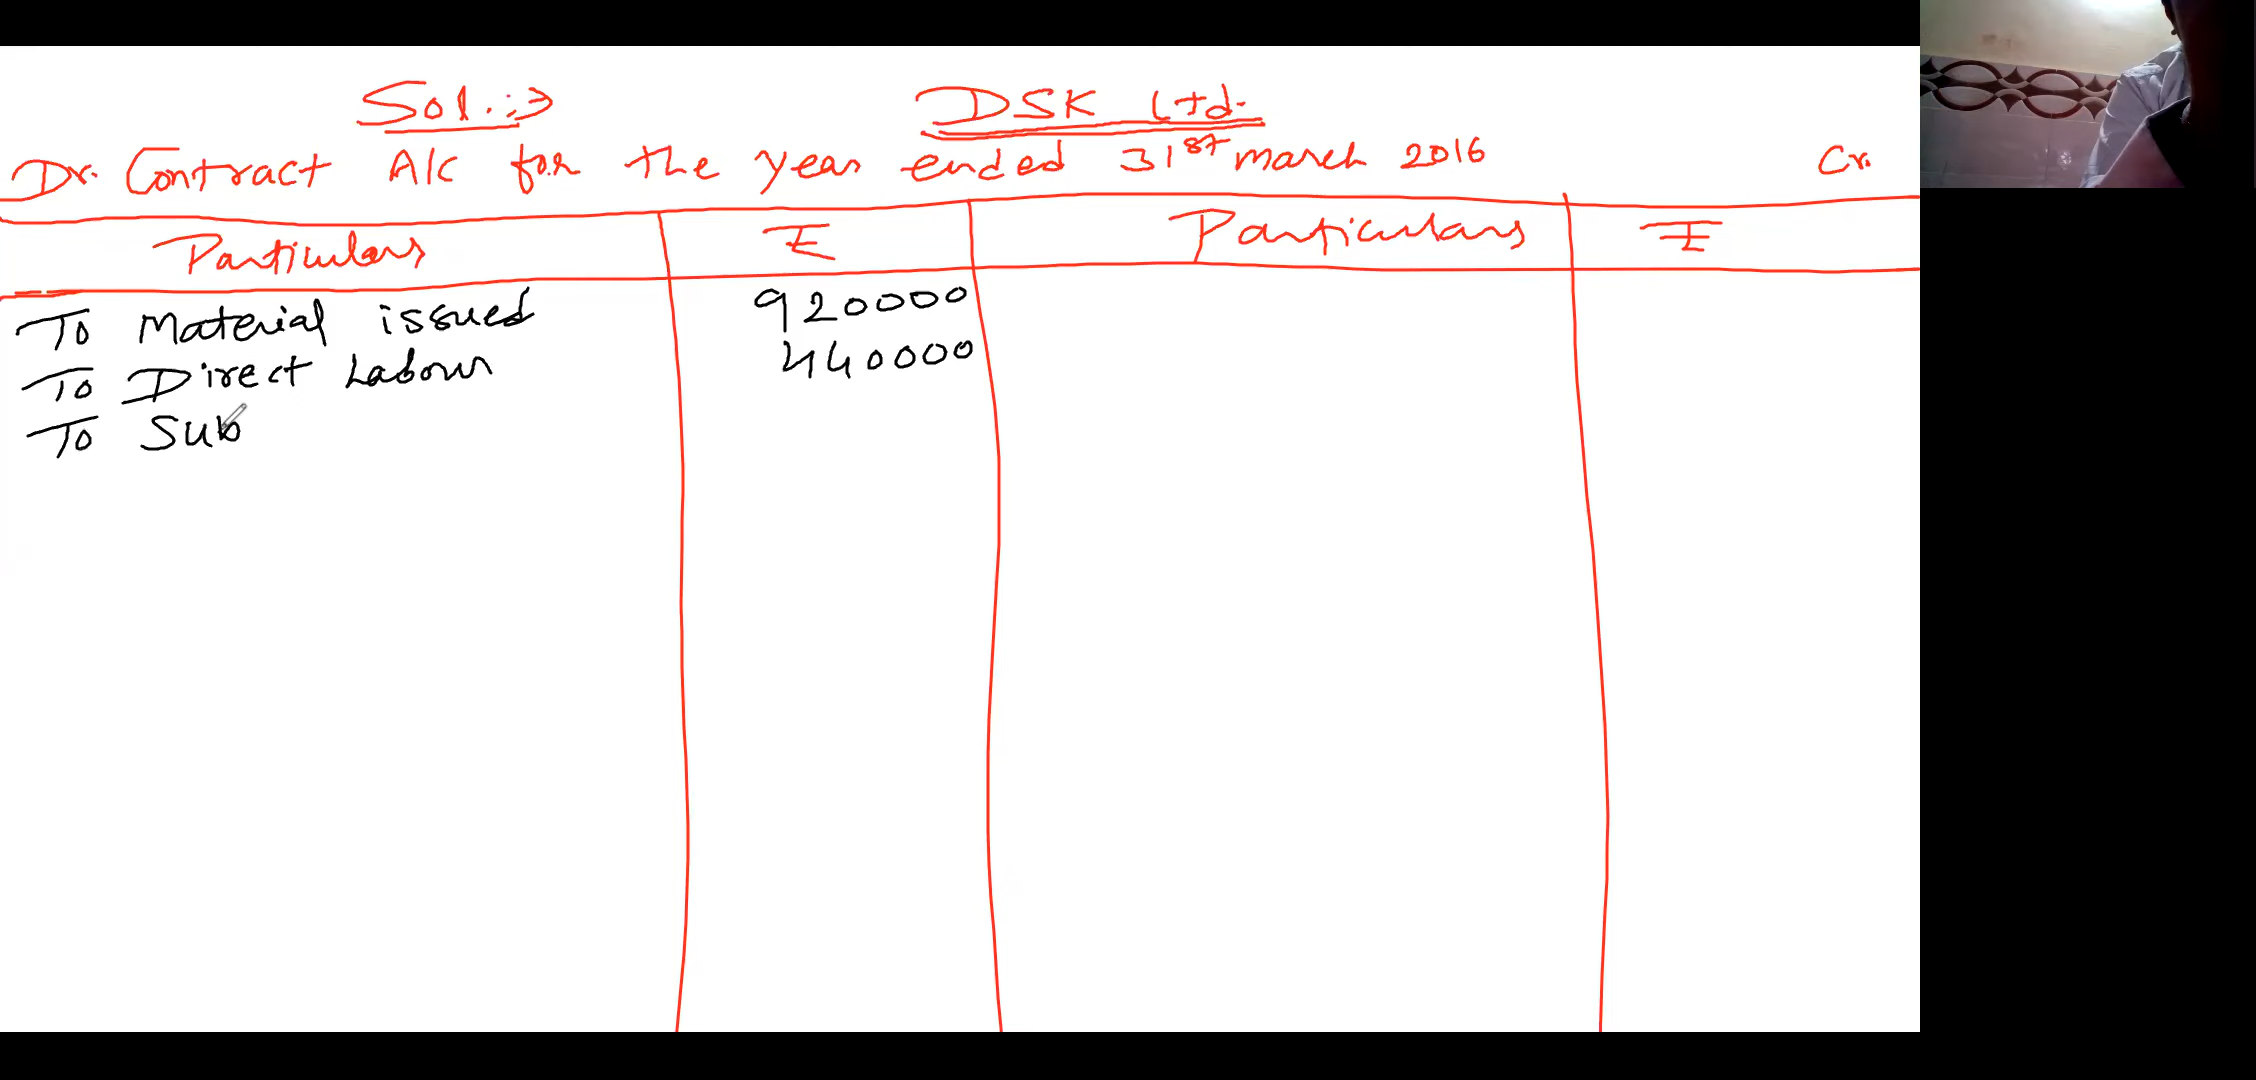 Sol. :⇒ DSK Ltd.
Dr. Contract A/c for the year ended 31st march 2016 Cr.
Particulars ₹ Particulars ₹
To Material issued 920000
To Direct Labour 440000
To Sub